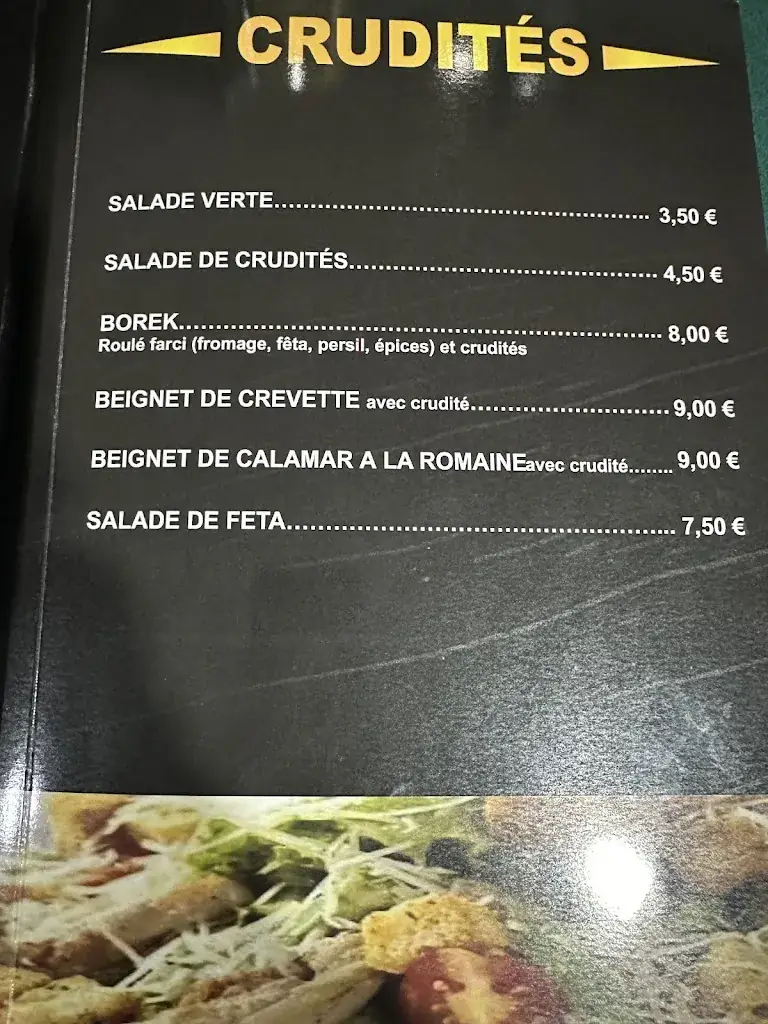 CRUDITÉS
SALADE VERTE............................................... 3,50 €
SALADE DE CRUDITÉS....................................... 4,50 €
BOREK............................................................. 8,00 €
Roulé farci (fromage, fêta, persil, épices) et crudités
BEIGNET DE CREVETTE avec crudité......................... 9,00 €
BEIGNET DE CALAMAR A LA ROMAINE avec crudité........ 9,00 €
SALADE DE FETA................................................. 7,50 €